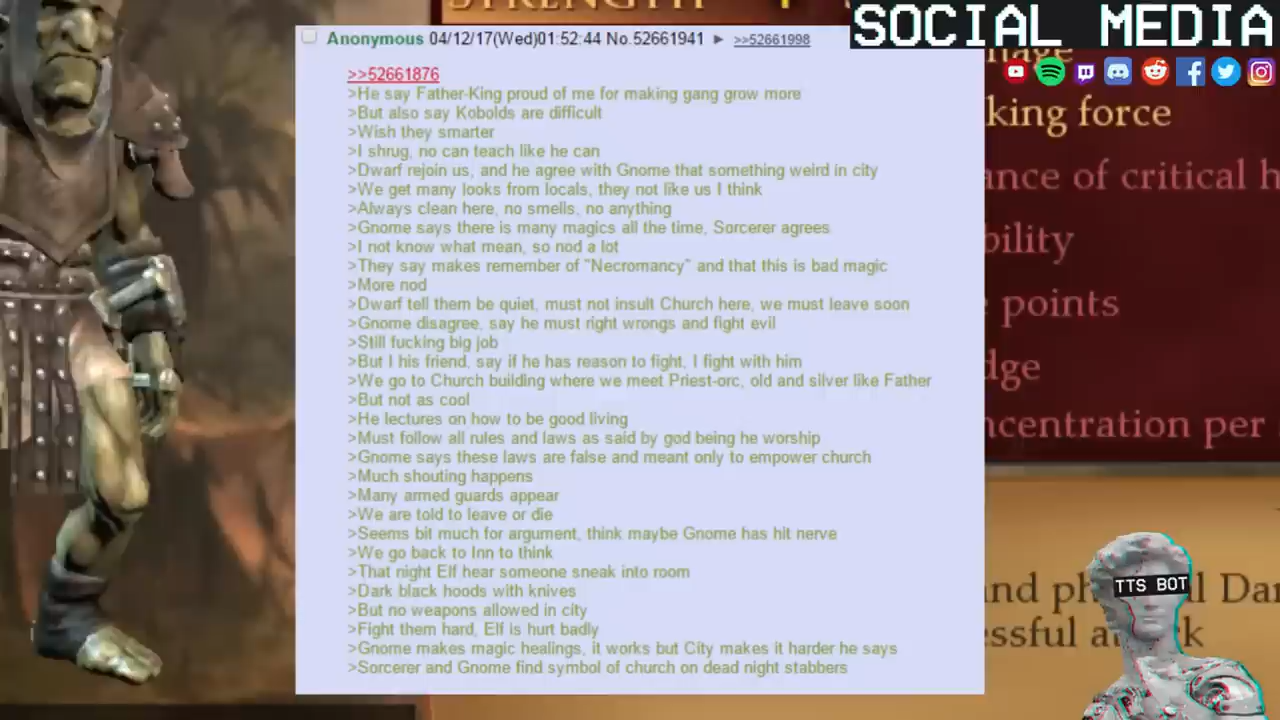 STRENGTH
SOCIAL MEDIA
Anonymous 04/12/17(Wed)01:52:44 No.52661941 ▶ >>52661998
>>52661876
>He say Father-King proud of me for making gang grow more
>But also say Kobolds are difficult
>Wish they smarter
>I shrug, no can teach like he can
>Dwarf rejoin us, and he agree with Gnome that something weird in city
>We get many looks from locals, they not like us I think
>Always clean here, no smells, no anything
>Gnome says there is many magics all the time, Sorcerer agrees
>I not know what mean, so nod a lot
>They say makes remember of "Necromancy" and that this is bad magic
>More nod
>Dwarf tell them be quiet, must not insult Church here, we must leave soon
>Gnome disagree, say he must right wrongs and fight evil
>Still fucking big job
>But I his friend, say if he has reason to fight, I fight with him
>We go to Church building where we meet Priest-orc, old and silver like Father
>But not as cool
>He lectures on how to be good living
>Must follow all rules and laws as said by god being he worship
>Gnome says these laws are false and meant only to empower church
>Much shouting happens
>Many armed guards appear
>We are told to leave or die
>Seems bit much for argument, think maybe Gnome has hit nerve
>We go back to Inn to think
>That night Elf hear someone sneak into room
>Dark black hoods with knives
>But no weapons allowed in city
>Fight them hard, Elf is hurt badly
>Gnome makes magic healings, it works but City makes it harder he says
>Sorcerer and Gnome find symbol of church on dead night stabbers
king force
ance of critical h
bility
points
dge
ncentration per
TTS BOT
and ph l Da
essful a k